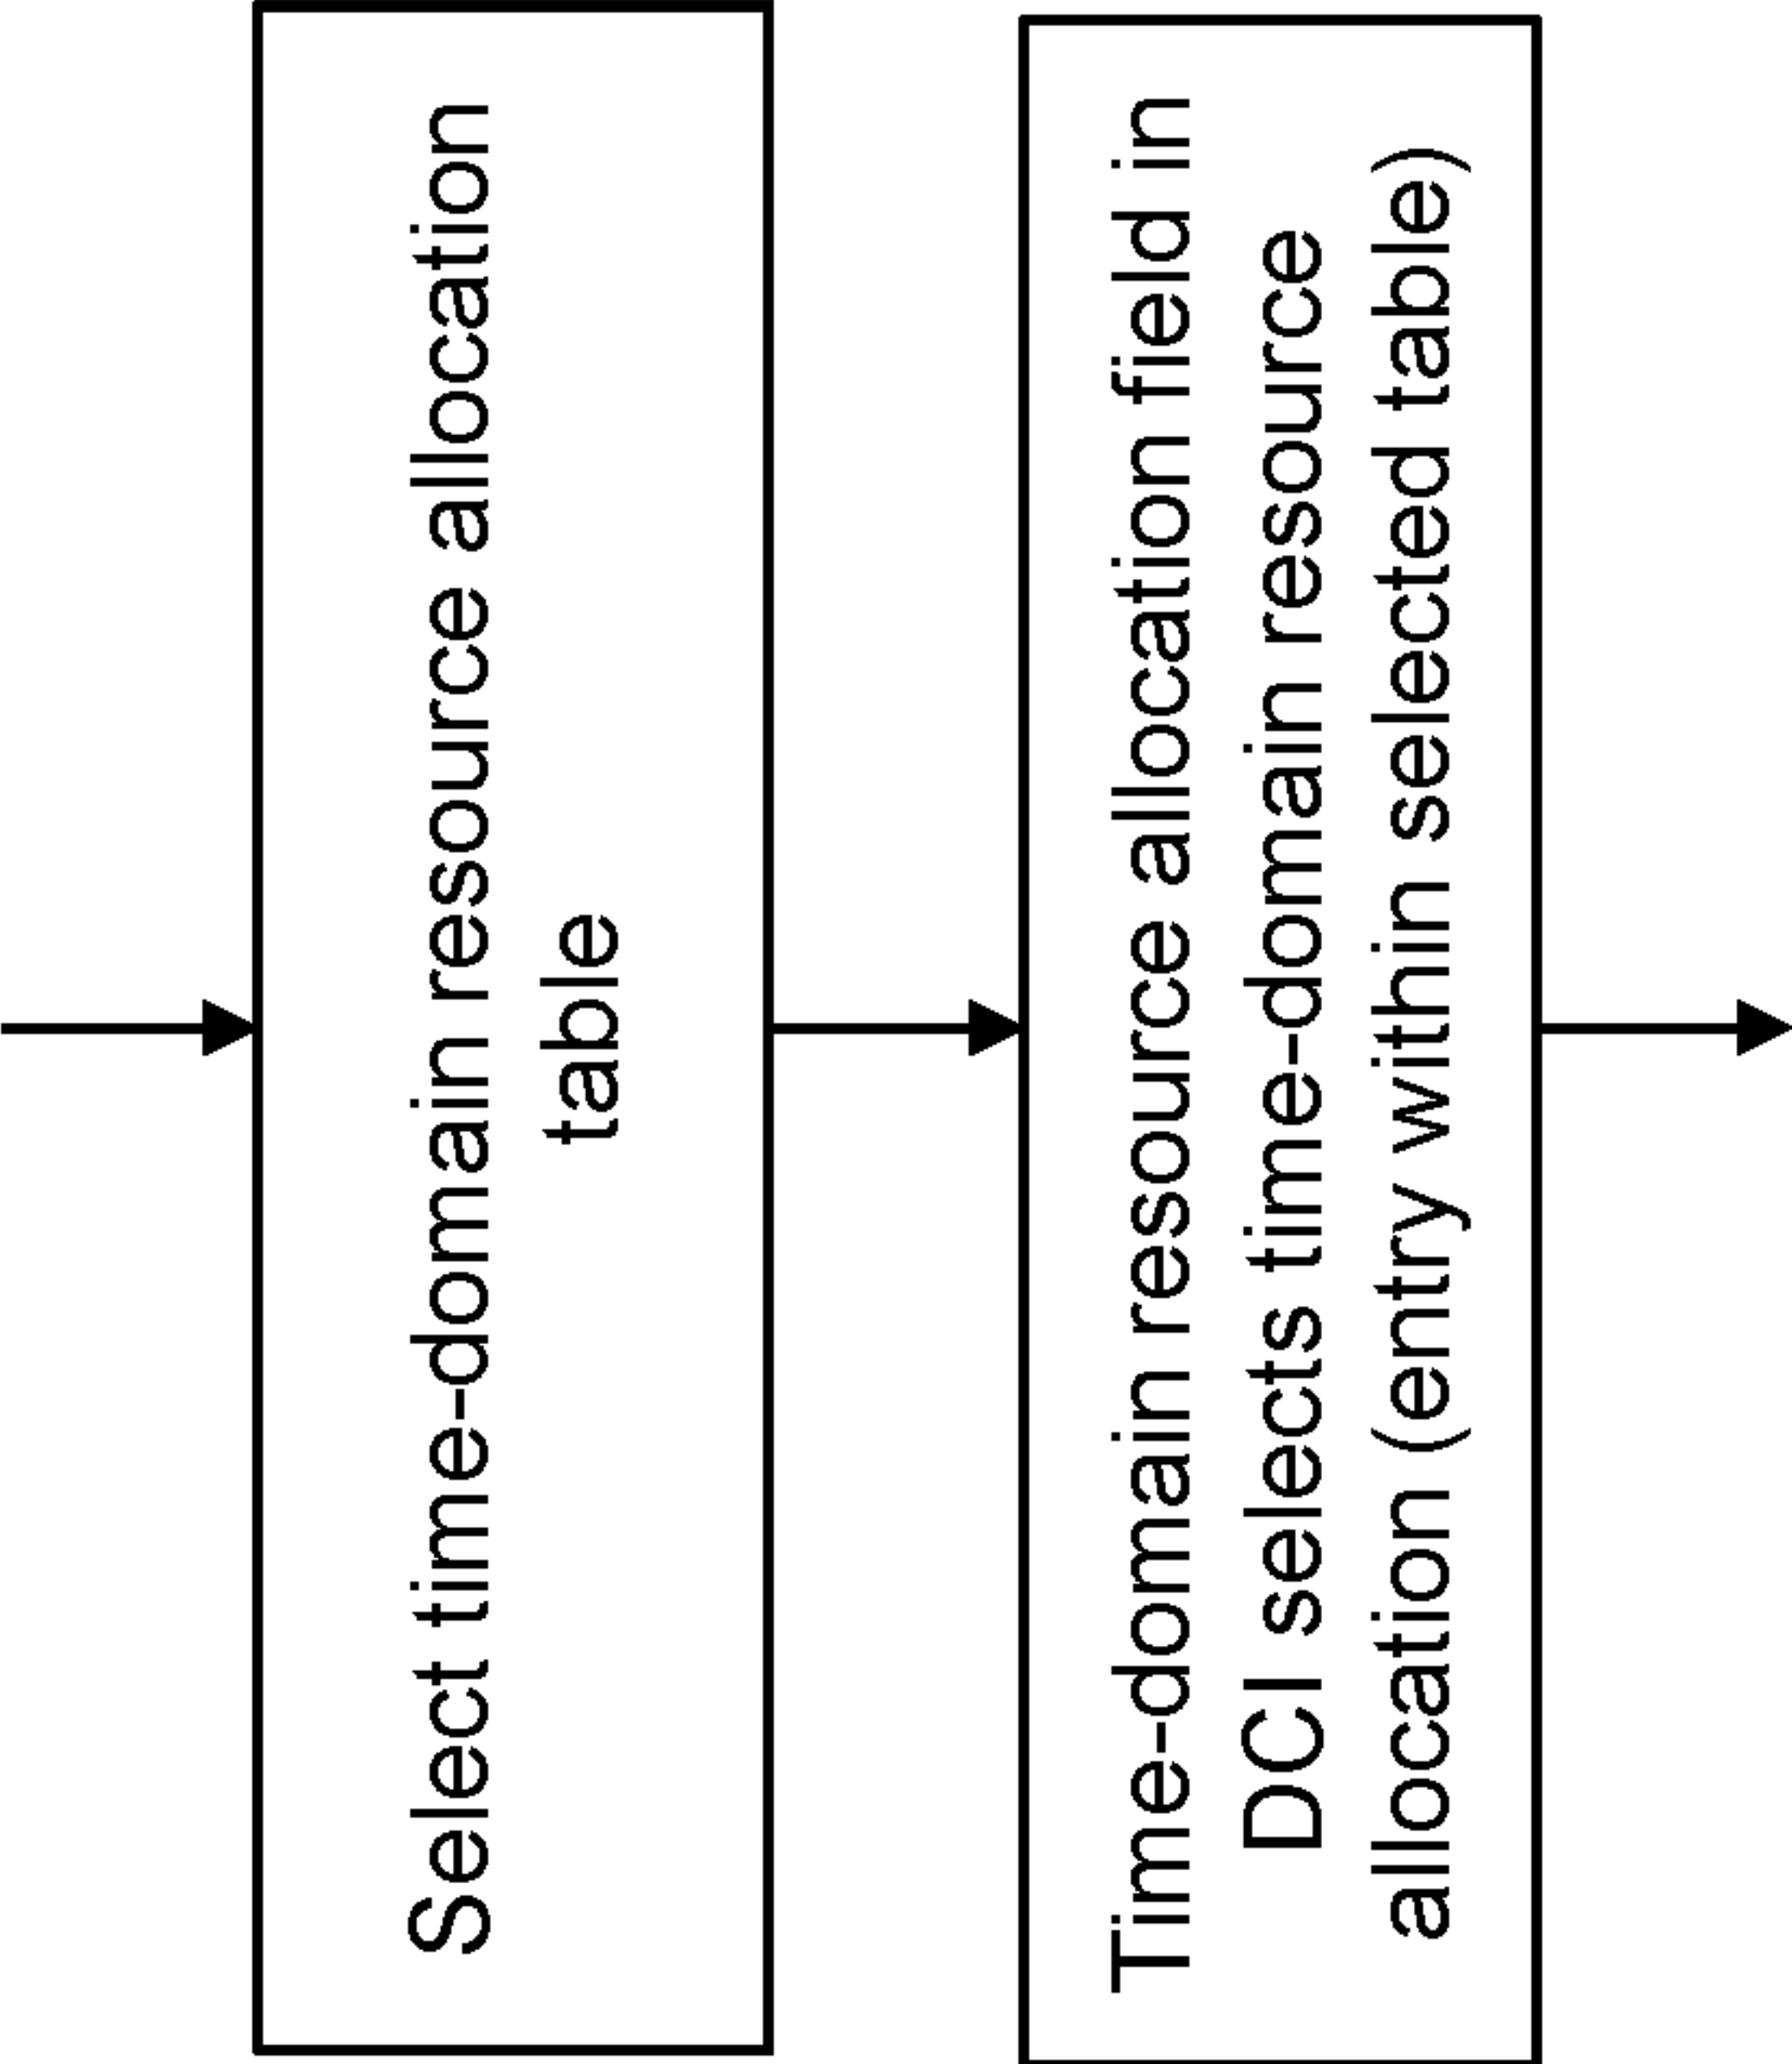 Select time-domain resource allocation
table
Time-domain resource allocation field in
DCI selects time-domain resource
allocation (entry within selected table)